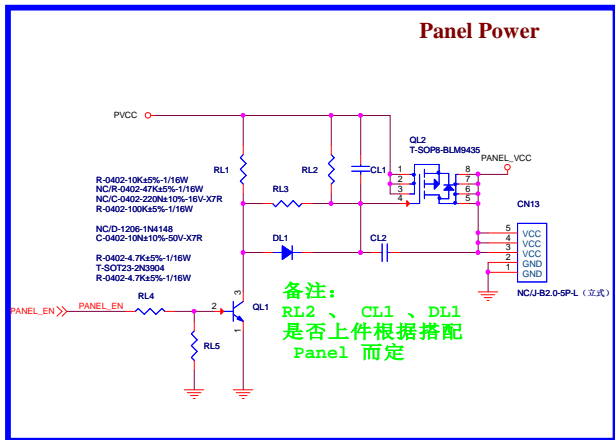 Panel Power
PVCC
QL2
T-SOP8-BLM9435
PANEL_VCC
RL1
RL2
CL1
1
2
3
4
8
7
6
5
R-0402-10K±5%-1/16W
NC/R-0402-47K±5%-1/16W
NC/C-0402-220N±10%-16V-X7R
R-0402-100K±5%-1/16W
RL3
CN13
NC/D-1206-1N4148
C-0402-10N±10%-50V-X7R
DL1
CL2
5 VCC
4 VCC
3 VCC
2 GND
1 GND
R-0402-4.7K±5%-1/16W
T-SOT23-2N3904
R-0402-4.7K±5%-1/16W
NC/J-B2.0-5P-L（立式）
PANEL_EN
PANEL_EN
RL4
3
2
QL1
1
RL5
备注:
RL2 、 CL1 、DL1
是否上件根据搭配
Panel 而定